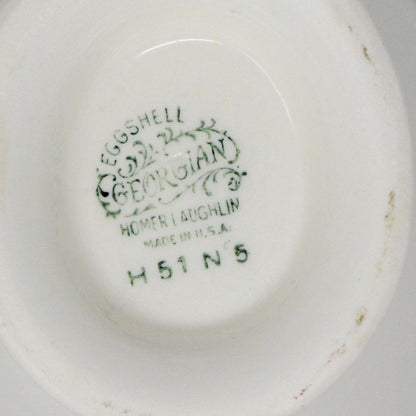 EGGSHELL
GEORGIAN
HOMER LAUGHLIN
MADE IN U.S.A.
H 51 N 5